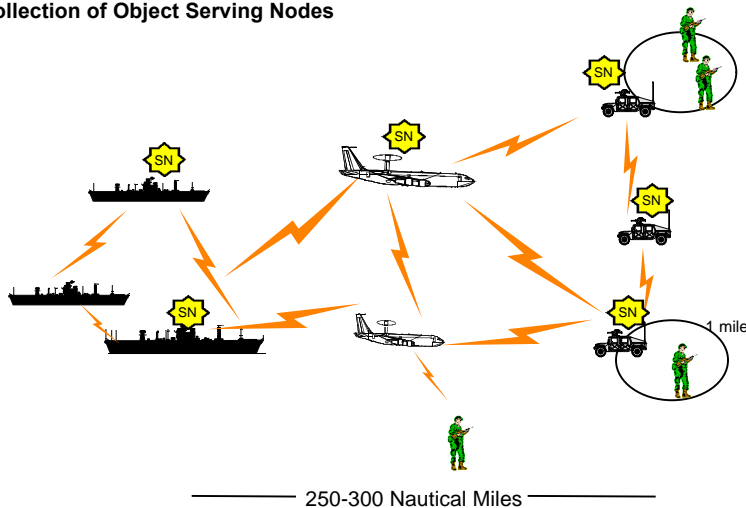 ollection of Object Serving Nodes
SN
SN
SN
SN
SN
SN
1 mile
250-300 Nautical Miles